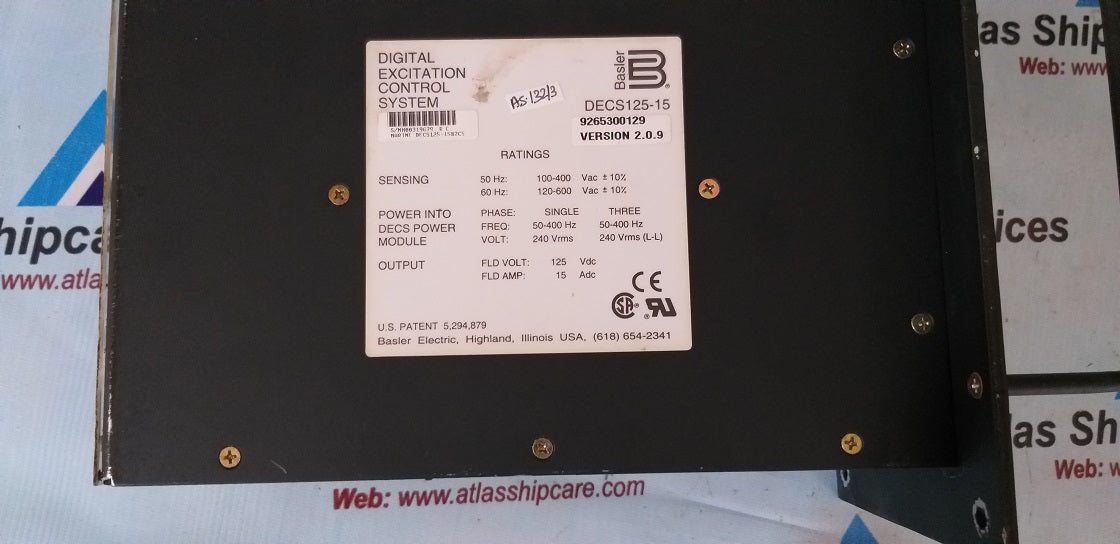 DIGITAL
EXCITATION
CONTROL
SYSTEM
Basler
B
®
AS-132/3
DECS125-15
9265300129
VERSION 2.0.9
RATINGS
SENSING 50 Hz: 100-400 Vac ± 10%
60 Hz: 120-600 Vac ± 10%
POWER INTO PHASE: SINGLE THREE
DECS POWER FREQ: 50-400 Hz 50-400 Hz
MODULE VOLT: 240 Vrms 240 Vrms (L-L)
OUTPUT FLD VOLT: 125 Vdc
FLD AMP: 15 Adc
CE
SA ®
®
U.S. PATENT 5,294,879
Basler Electric, Highland, Illinois USA, (618) 654-2341
hipca
www.atla
as Ship
Web: www
ices
as Sh
Web: w
Web: www.atlasshipcare.com